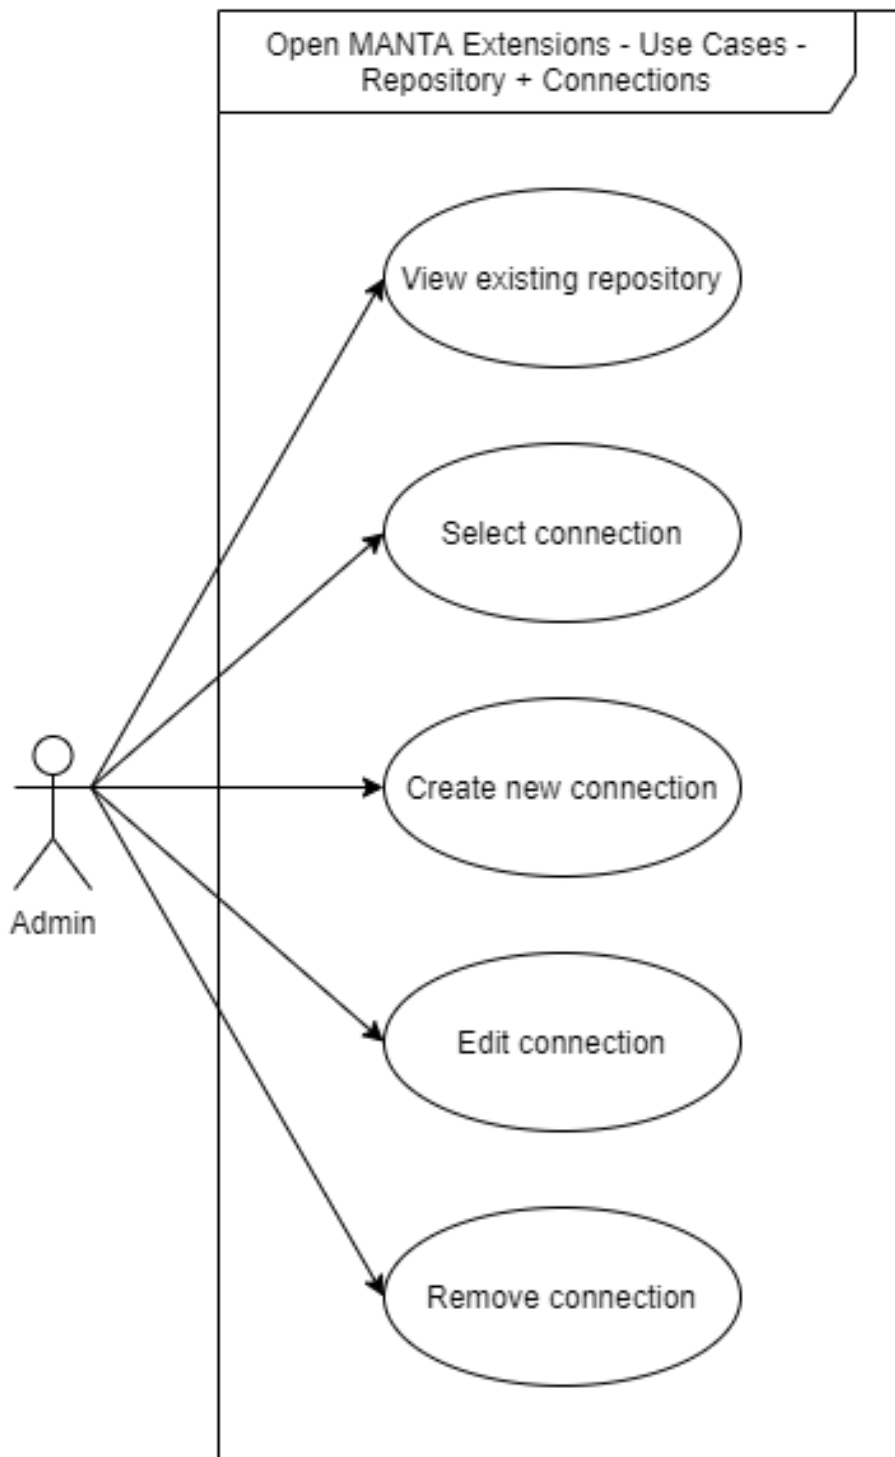 Open MANTA Extensions - Use Cases -
Repository + Connections
View existing repository
Select connection
Create new connection
Admin
Edit connection
Remove connection